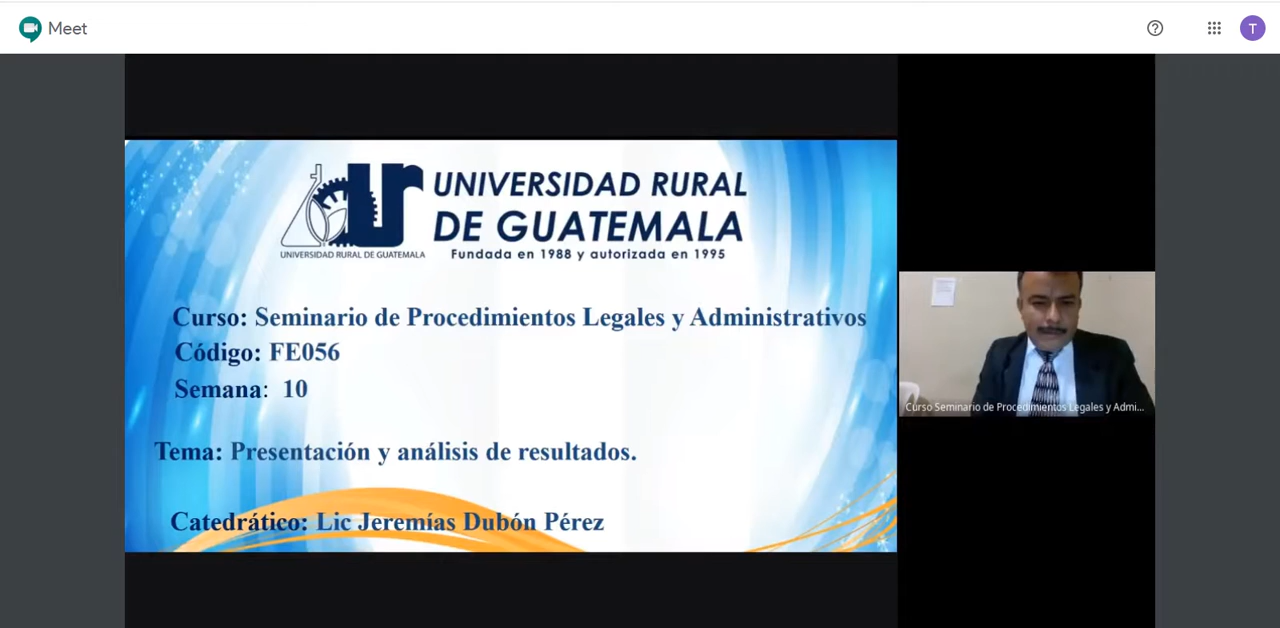 Meet
T
UNIVERSIDAD RURAL
DE GUATEMALA
UNIVERSIDAD RURAL DE GUATEMALA
Fundada en 1988 y autorizada en 1995
Curso: Seminario de Procedimientos Legales y Administrativos
Código: FE056
Semana: 10
Tema: Presentación y análisis de resultados.
Catedrático: Lic Jeremías Dubón Pérez
Curso Seminario de Procedimientos Legales y Admi...